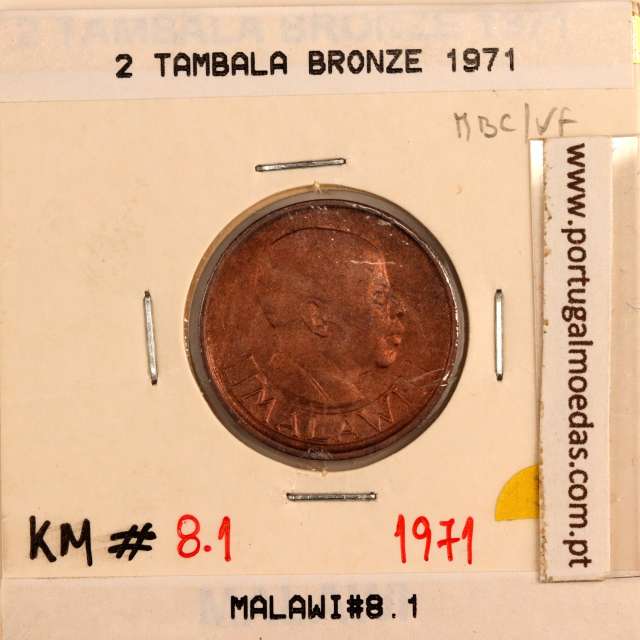 2 TAMBALA BRONZE 1971
MBC/VF
www.portugalmoedas.com.pt
MALAWI
KM # 8.1 1971
MALAWI#8.1